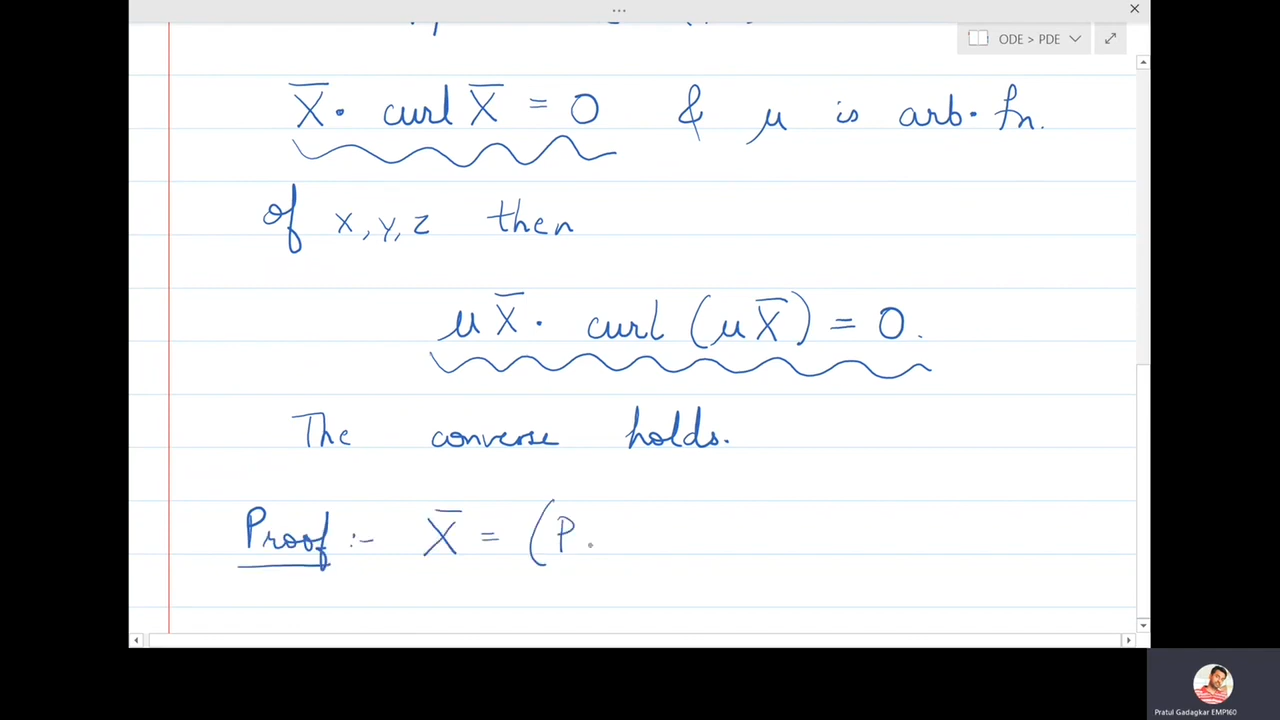 ODE > PDE
X̄ · curl X̄ = 0 & μ is arb. fn.
of x, y, z then
μX̄ · curl (μX̄) = 0.
The converse holds.
Proof :- X̄ = (P
Pratul Gadagkar EMP160